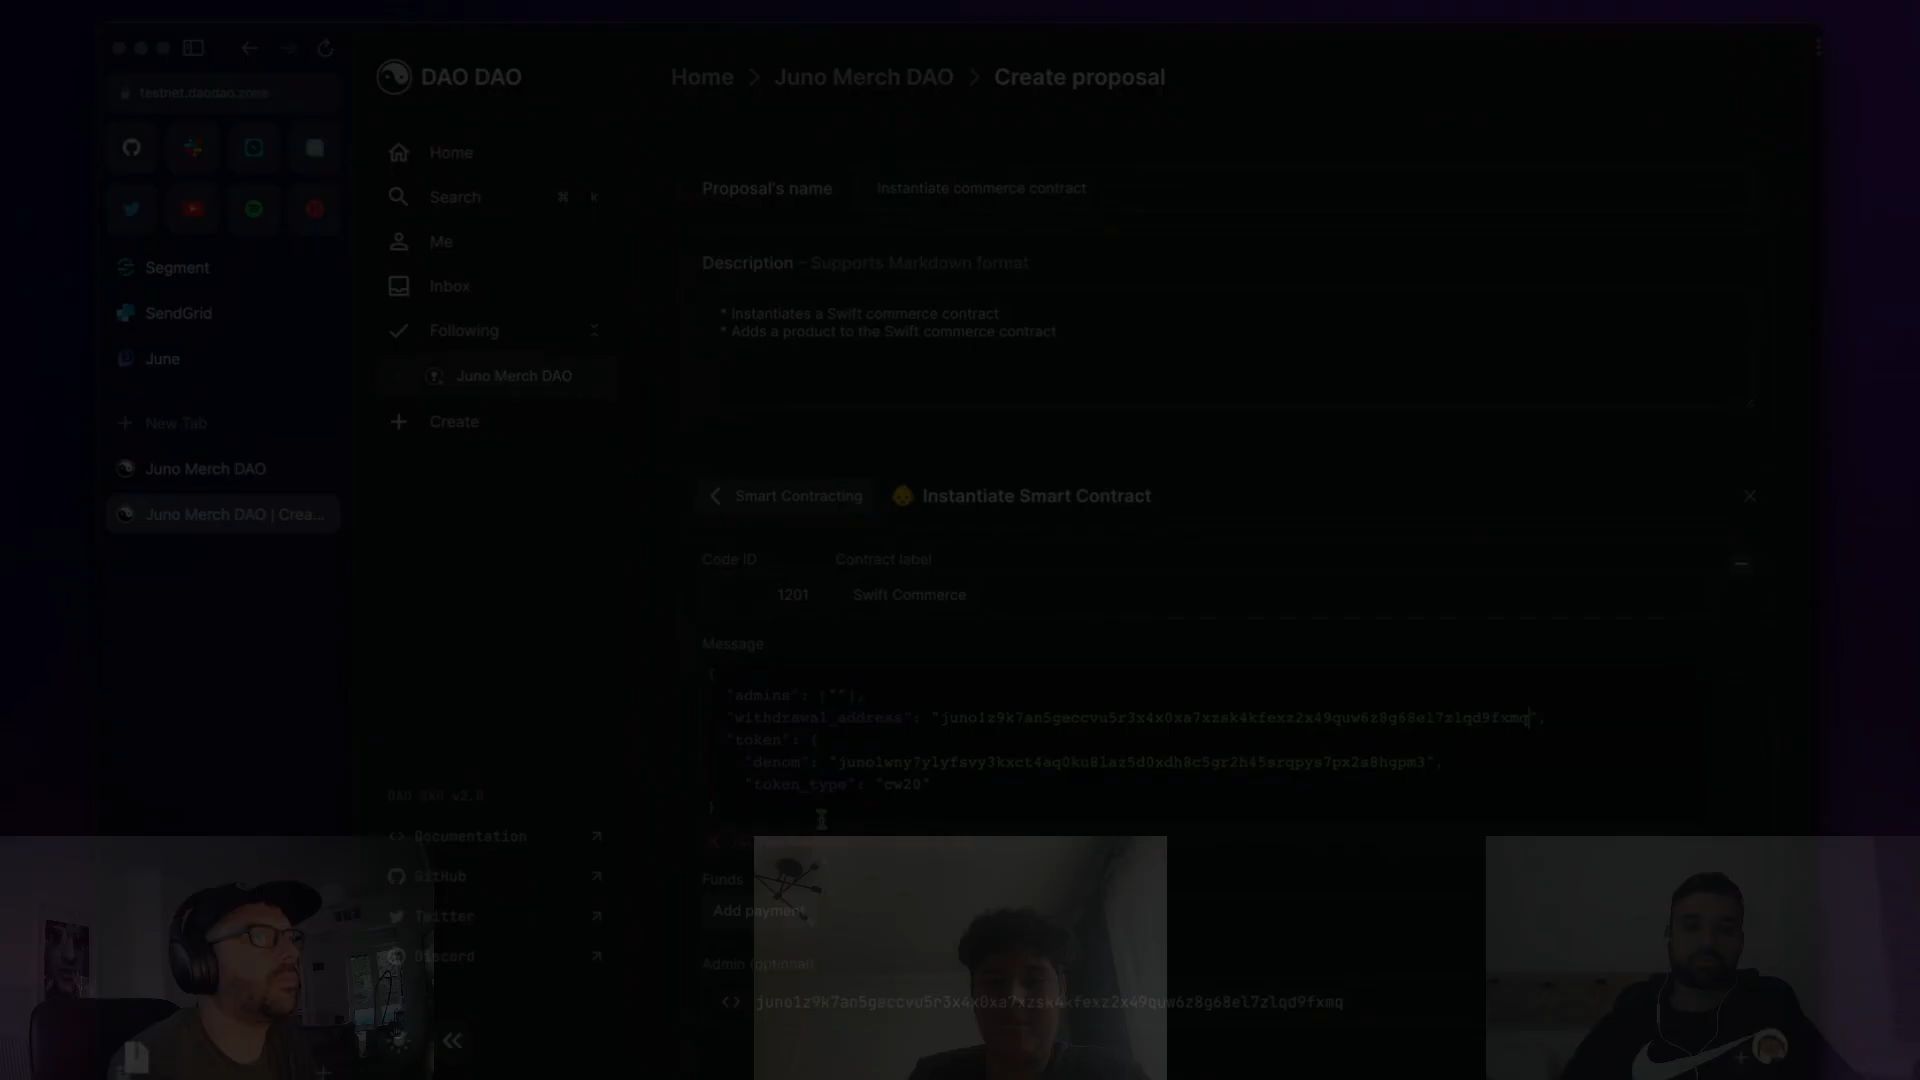 testnet.daodao.zone
Segment
SendGrid
June
New Tab
Juno Merch DAO
Juno Merch DAO | Crea...
DAO DAO
Home
Search ⌘ K
Me
Inbox
Following
Juno Merch DAO
Create
Documentation
GitHub
Twitter
Discord
Home > Juno Merch DAO > Create proposal
Proposal's name Instantiate commerce contract
Description – Supports Markdown format
* Instantiates a Swift commerce contract
* Adds a product to the Swift commerce contract
Smart Contracting
Instantiate Smart Contract
Code ID Contract label
1201 Swift Commerce
Message
{
"admins": [""],
"withdrawal_address":
"token": {
"denom":
"token_type": "cw20"
}
Funds
Add payment
Admin (optional)